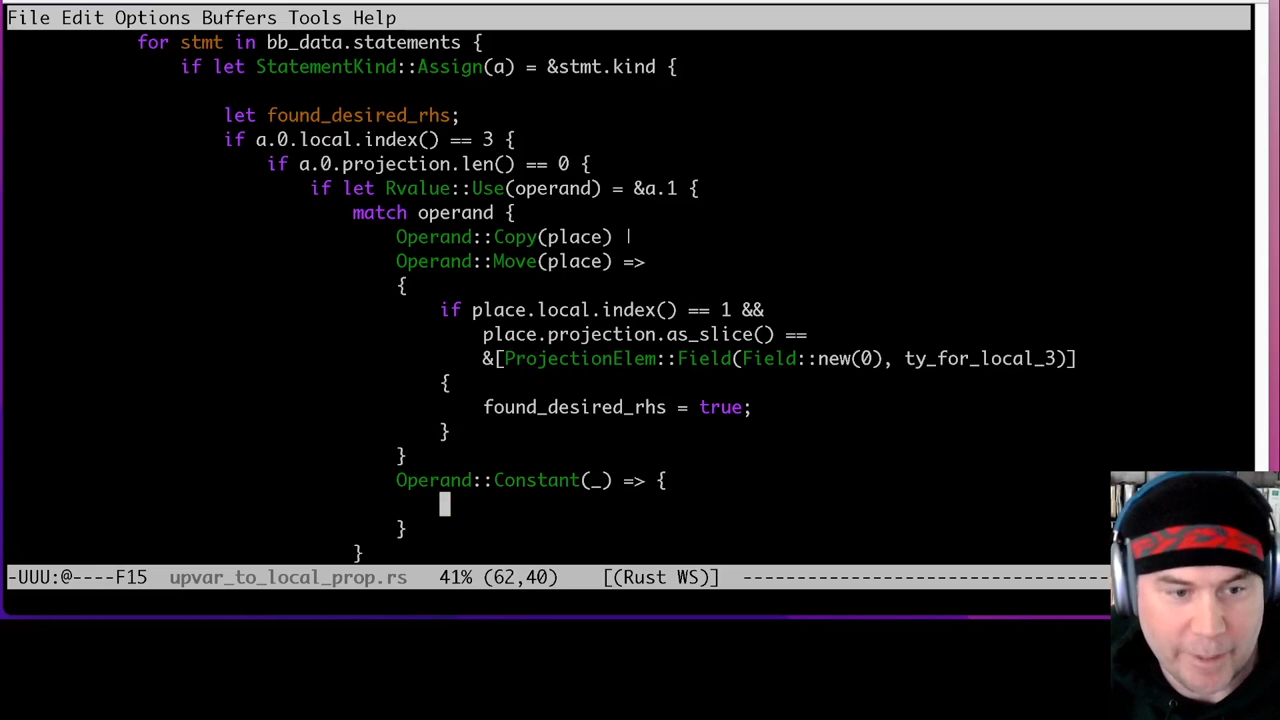 File Edit Options Buffers Tools Help
for stmt in bb_data.statements {
if let StatementKind::Assign(a) = &stmt.kind {
let found_desired_rhs;
if a.0.local.index() == 3 {
if a.0.projection.len() == 0 {
if let Rvalue::Use(operand) = &a.1 {
match operand {
Operand::Copy(place) |
Operand::Move(place) =>
{
if place.local.index() == 1 &&
place.projection.as_slice() ==
&[ProjectionElem::Field(Field::new(0), ty_for_local_3)]
{
found_desired_rhs = true;
}
}
Operand::Constant(_) => {
}
}
-UUU:@----F15 upvar_to_local_prop.rs 41% (62,40) [(Rust WS)] ----------------------------------